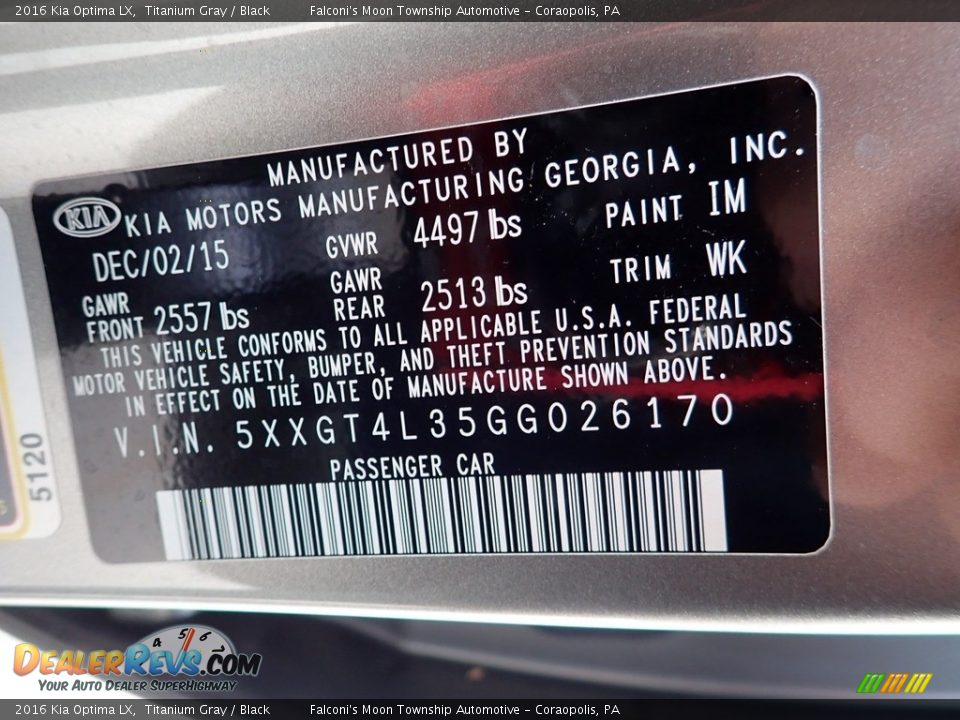 2016 Kia Optima LX, Titanium Gray / Black Falconi's Moon Township Automotive - Coraopolis, PA
MANUFACTURED BY
KIA KIA MOTORS MANUFACTURING GEORGIA, INC.
DEC/02/15 GVWR 4497 lbs PAINT IM
GAWR FRONT 2557 lbs GAWR REAR 2513 lbs TRIM WK
THIS VEHICLE CONFORMS TO ALL APPLICABLE U.S.A. FEDERAL
MOTOR VEHICLE SAFETY, BUMPER, AND THEFT PREVENTION STANDARDS
IN EFFECT ON THE DATE OF MANUFACTURE SHOWN ABOVE.
V.I.N. 5XXGT4L35GG026170
PASSENGER CAR
5120
4 5 6
DEALERREVS.COM
YOUR AUTO DEALER SUPERHIGHWAY
2016 Kia Optima LX, Titanium Gray / Black Falconi's Moon Township Automotive - Coraopolis, PA